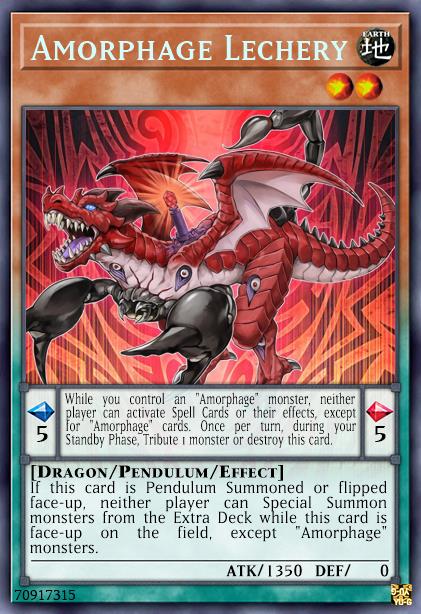 Amorphage Lechery
EARTH
地
While you control an "Amorphage" monster, neither
player can activate Spell Cards or their effects, except
for "Amorphage" cards. Once per turn, during your
Standby Phase, Tribute 1 monster or destroy this card.
5
5
[Dragon/Pendulum/Effect]
If this card is Pendulum Summoned or flipped
face-up, neither player can Special Summon
monsters from the Extra Deck while this card is
face-up on the field, except "Amorphage"
monsters.
ATK/1350 DEF/ 0
70917315